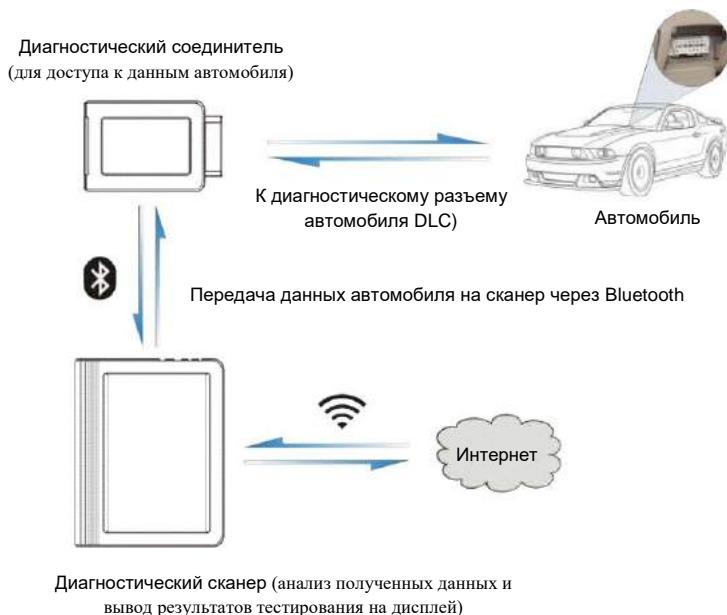 Диагностический соединитель
(для доступа к данным автомобиля)
К диагностическому разъему
автомобиля DLC)
Автомобиль
Передача данных автомобиля на сканер через Bluetooth
Интернет
Диагностический сканер (анализ полученных данных и
вывод результатов тестирования на дисплей)